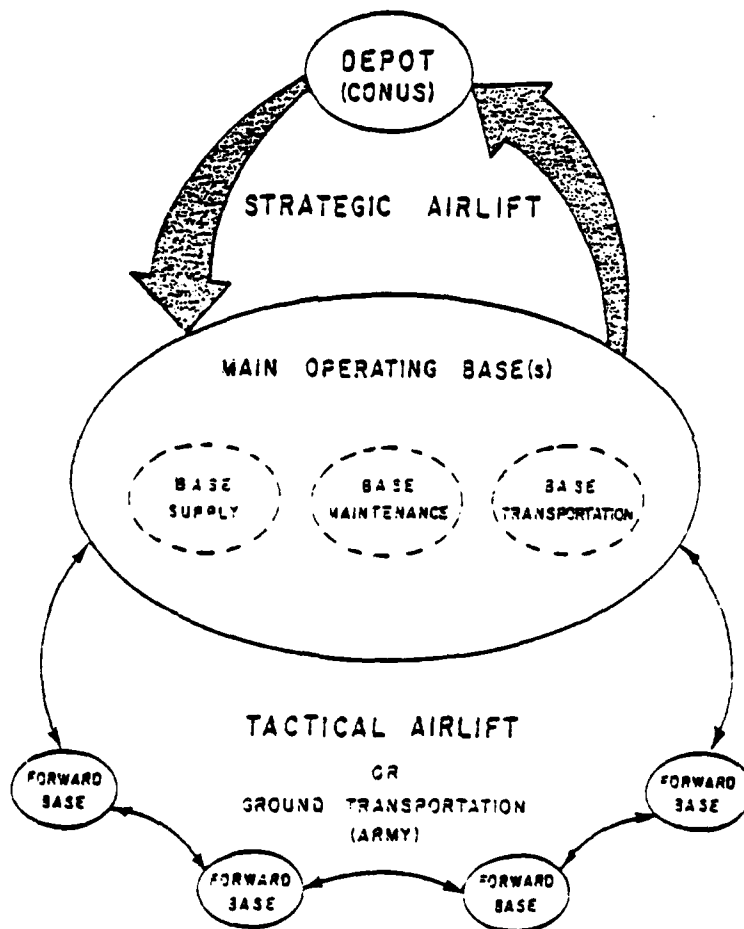 DEPOT
(CONUS)
STRATEGIC AIRLIFT
MAIN OPERATING BASE(s)
BASE
SUPPLY
BASE
MAINTENANCE
BASE
TRANSPORTATION
TACTICAL AIRLIFT
OR
GROUND TRANSPORTATION
(ARMY)
FORWARD
BASE
FORWARD
BASE
FORWARD
BASE
FORWARD
BASE